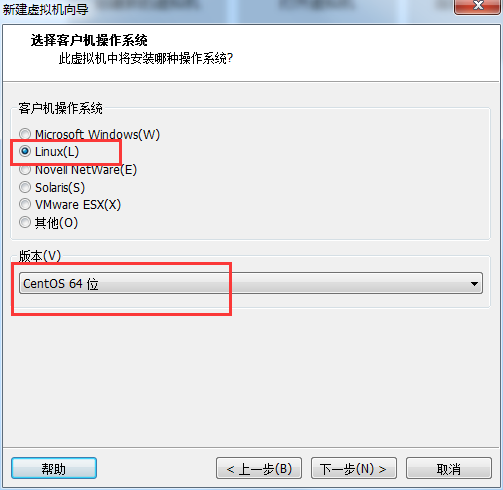 新建虚拟机向导
选择客户机操作系统
此虚拟机中将安装哪种操作系统?
客户机操作系统
Microsoft Windows(W)
Linux(L)
Novell NetWare(E)
Solaris(S)
VMware ESX(X)
其他(O)
版本(V)
CentOS 64 位
帮助
< 上一步(B)
下一步(N) >
取消